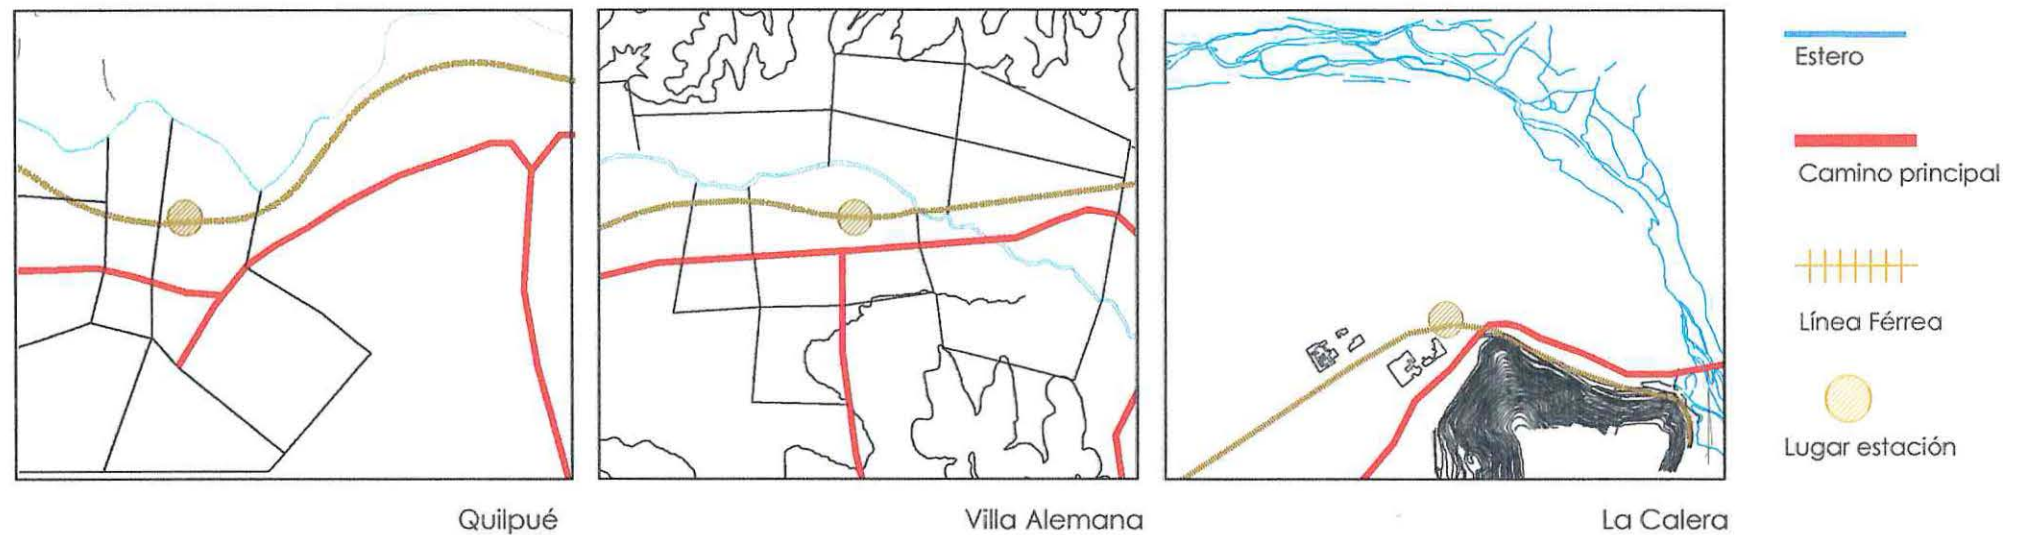 Estero
Camino principal
Línea Férrea
Lugar estación
Quilpué
Villa Alemana
La Calera